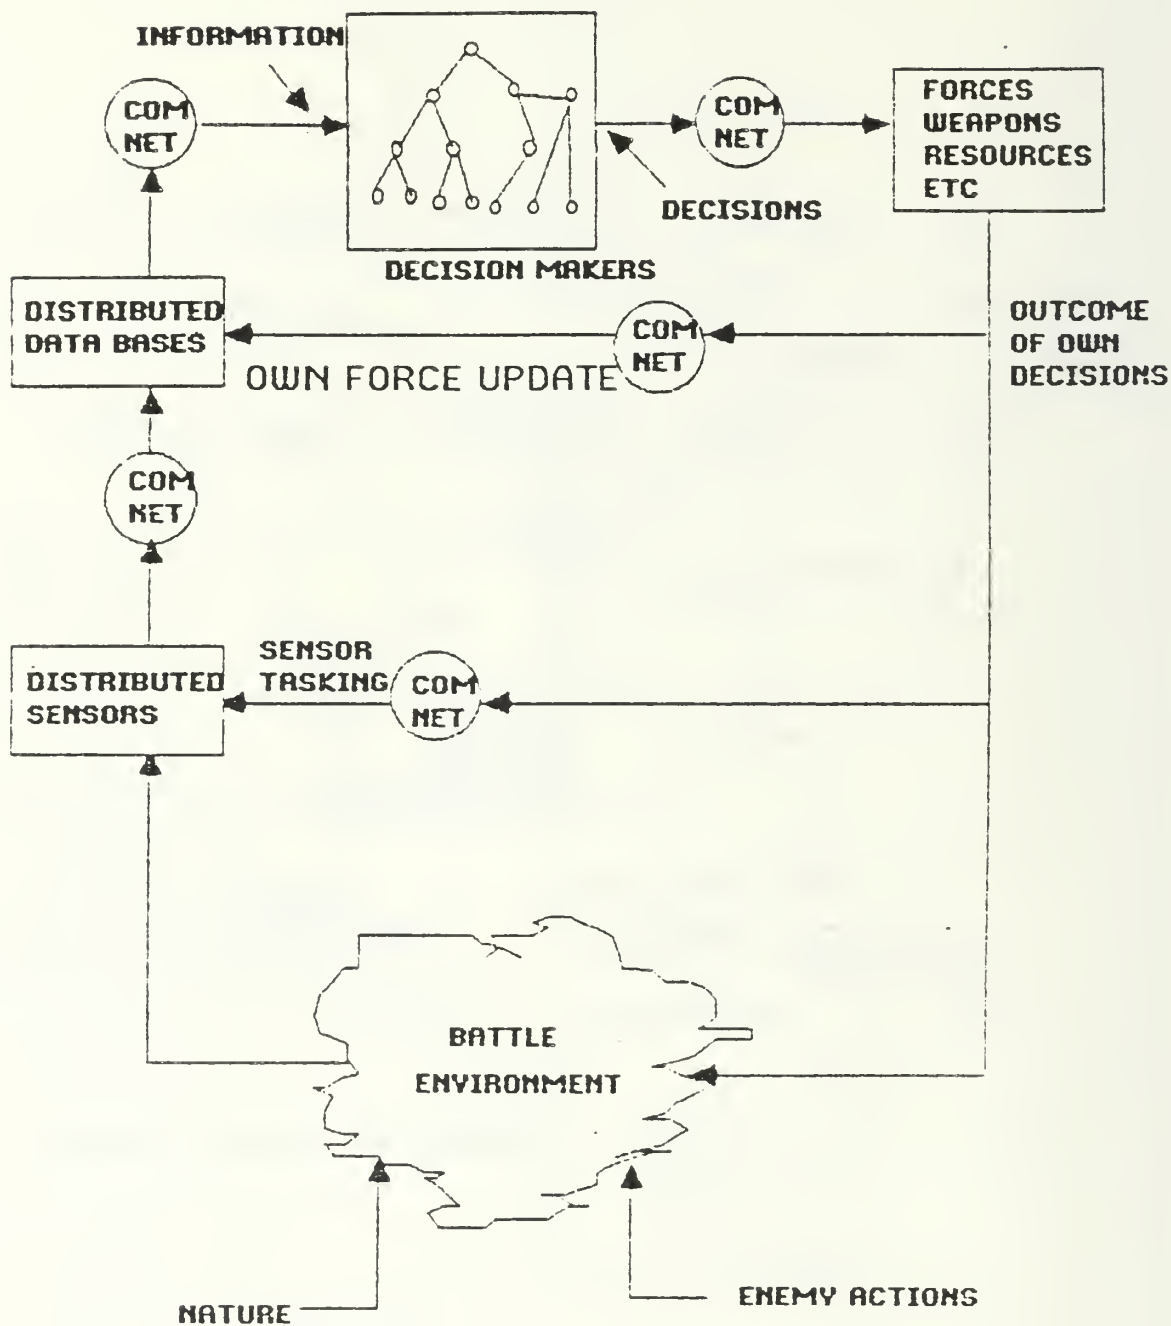 INFORMATION
COM
NET
COM
NET
FORCES
WEAPONS
RESOURCES
ETC
DECISIONS
DECISION MAKERS
DISTRIBUTED
DATA BASES
COM
NET
OWN FORCE UPDATE
OUTCOME
OF OWN
DECISIONS
COM
NET
SENSOR
TASKING
COM
NET
DISTRIBUTED
SENSORS
BATTLE
ENVIRONMENT
NATURE
ENEMY ACTIONS